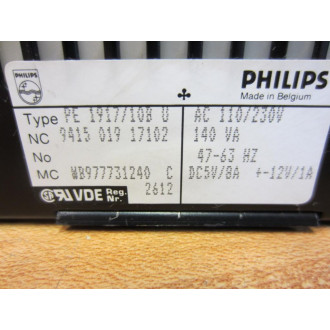 PHILIPS
PHILIPS
Made in Belgium
Type PE 1917/10B U AC 110/230V
NC 9415 019 17102 140 VA
No 47-63 HZ
MC WB977731240 C DC5V/8A +-12V/1A
VDE Reg.-Nr. 2612